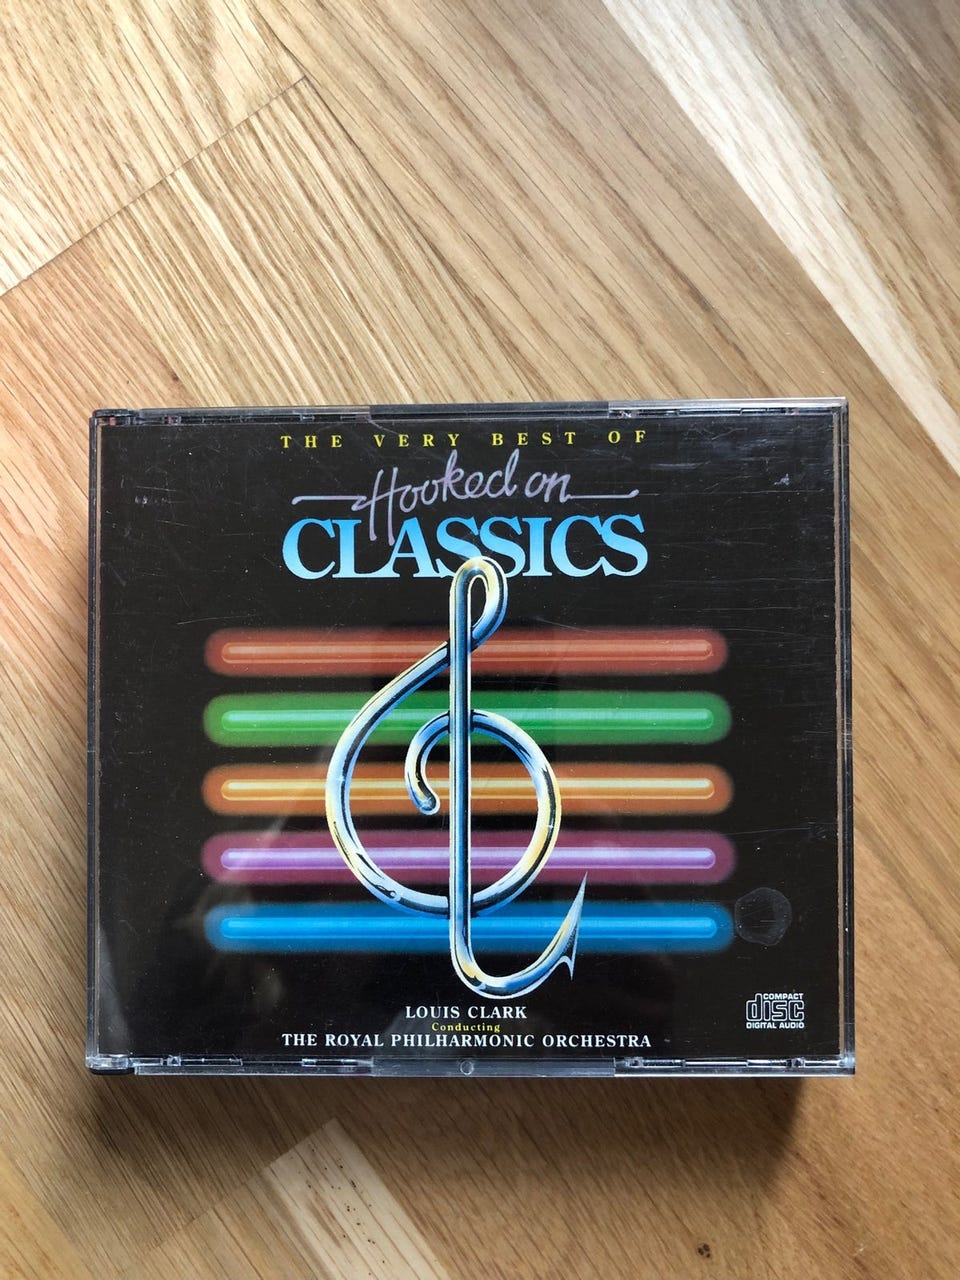 THE VERY BEST OF
Hooked on
CLASSICS
LOUIS CLARK
Conducting
THE ROYAL PHILHARMONIC ORCHESTRA
COMPACT
disc
DIGITAL AUDIO